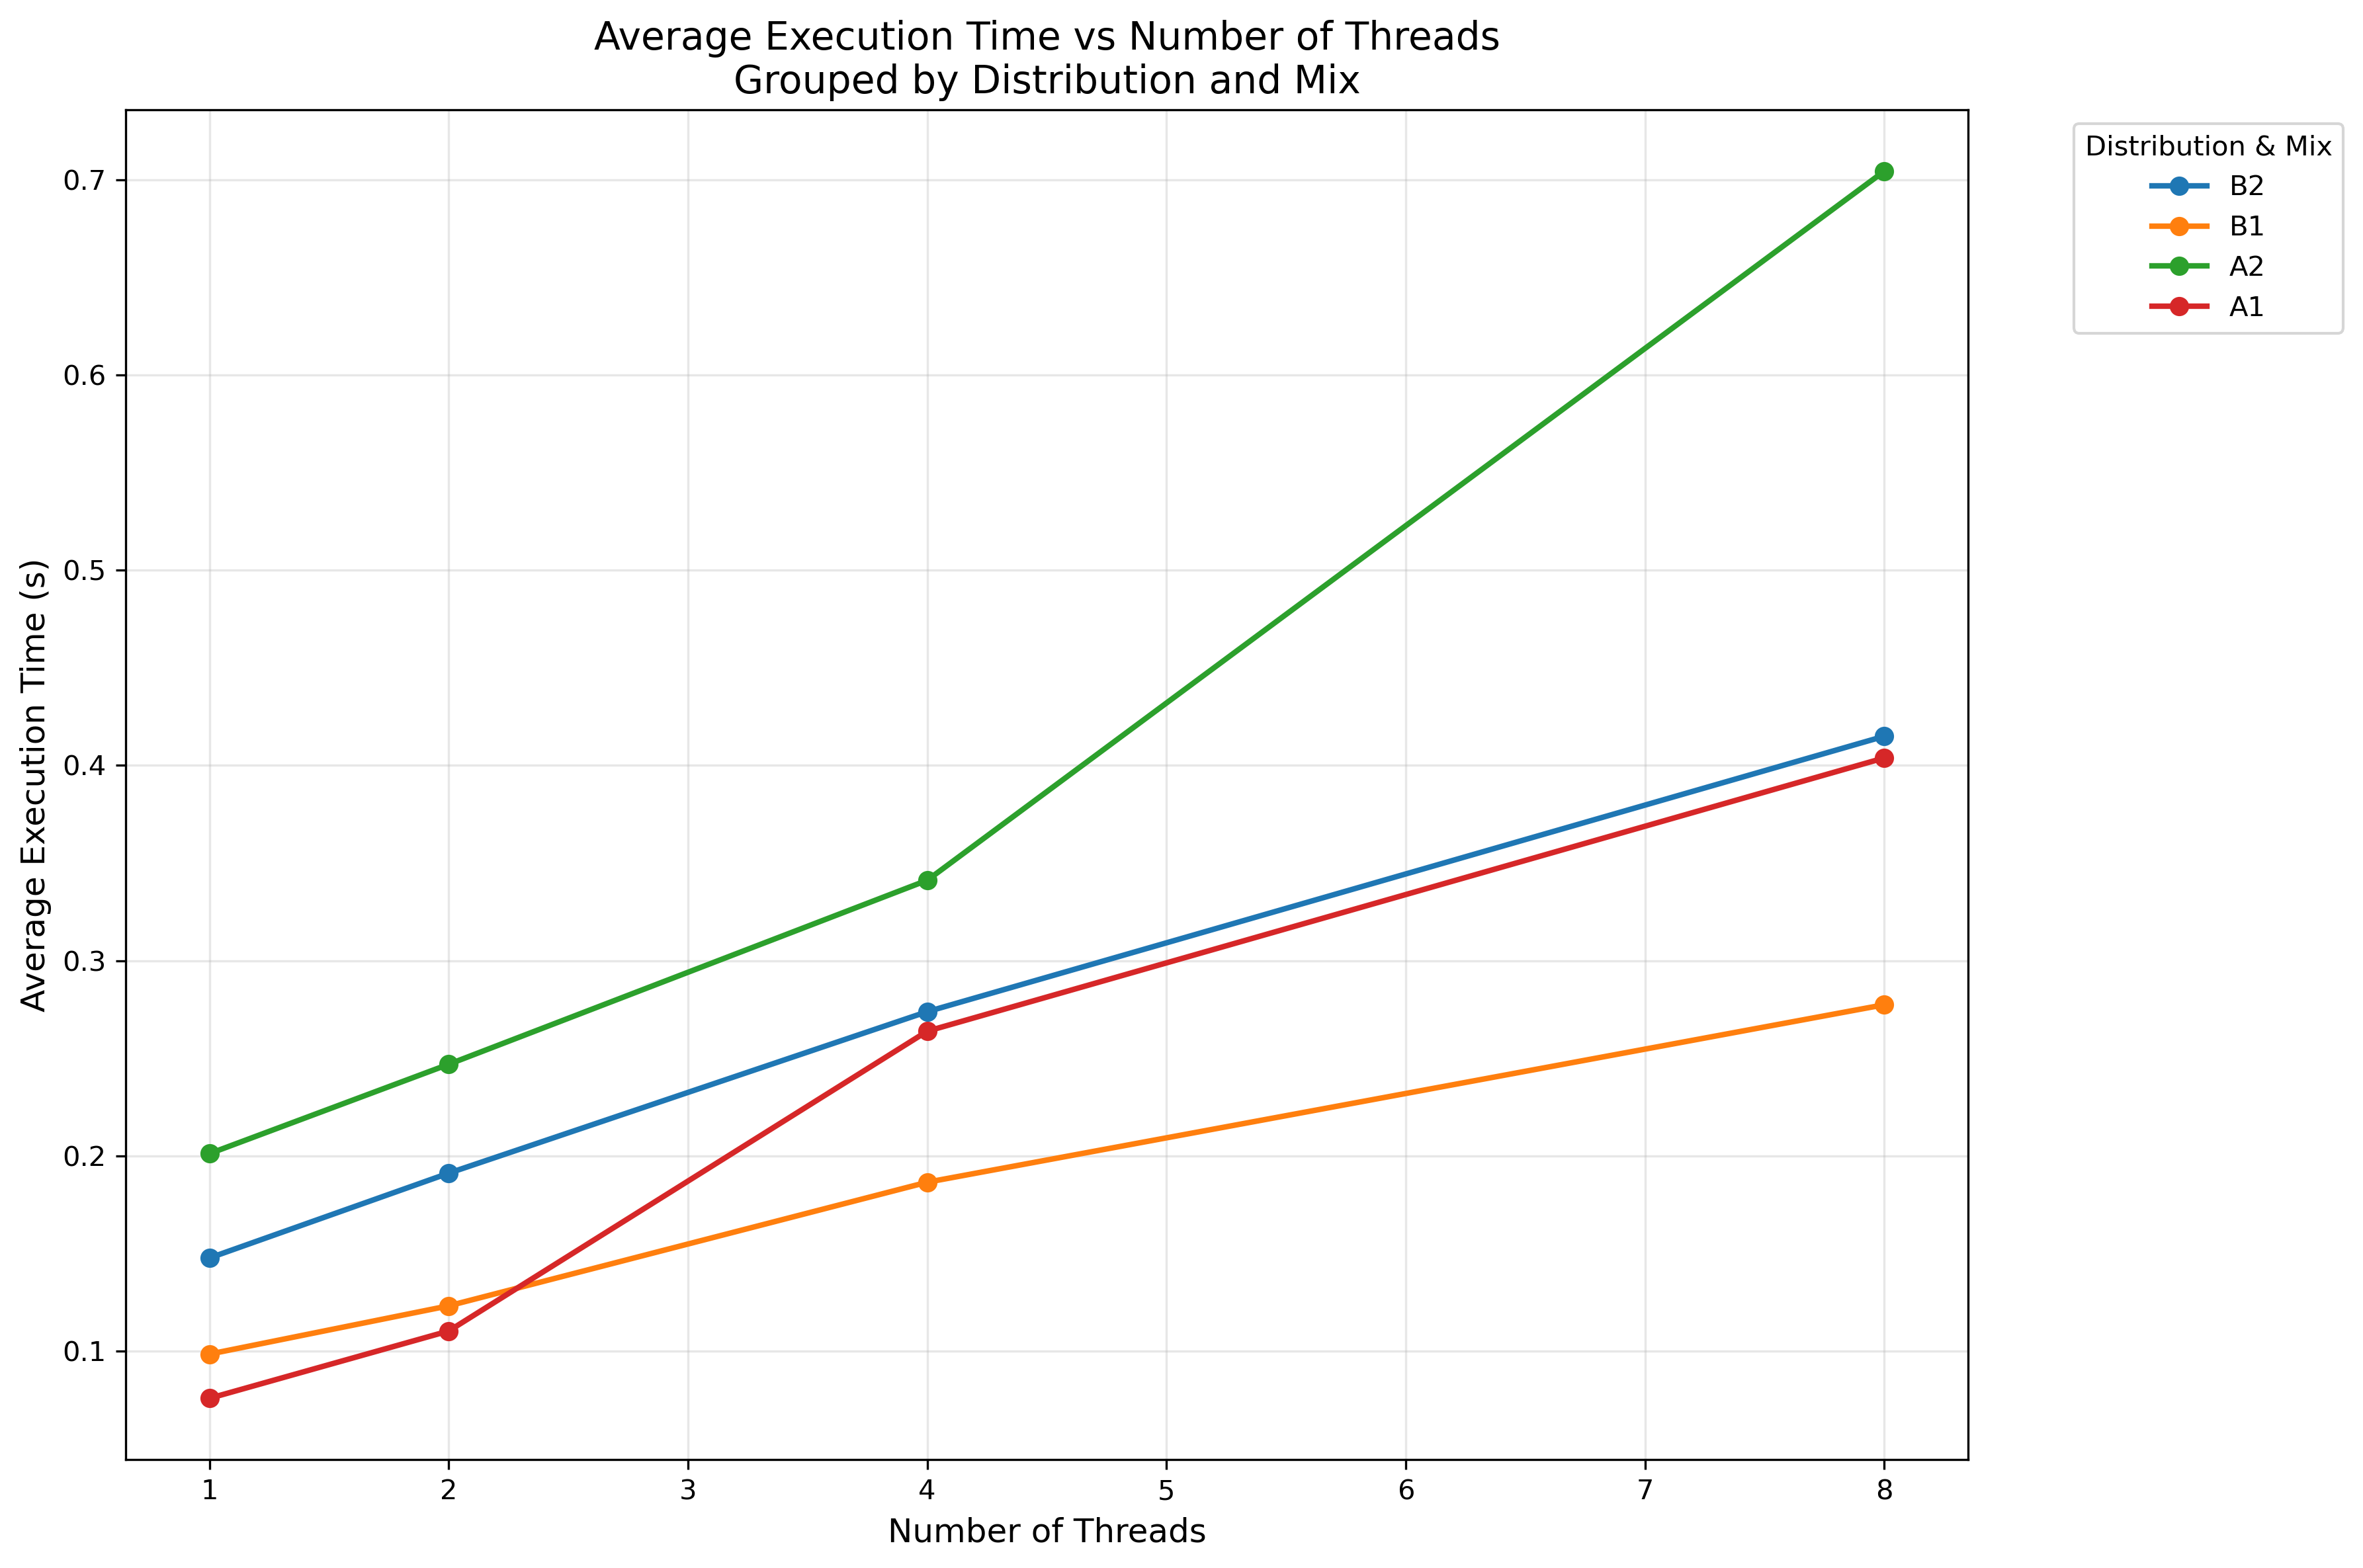 Average Execution Time vs Number of Threads
Grouped by Distribution and Mix
Distribution & Mix
B2
B1
A2
A1
Average Execution Time (s)
0.7
0.6
0.5
0.4
0.3
0.2
0.1
1 2 3 4 5 6 7 8
Number of Threads